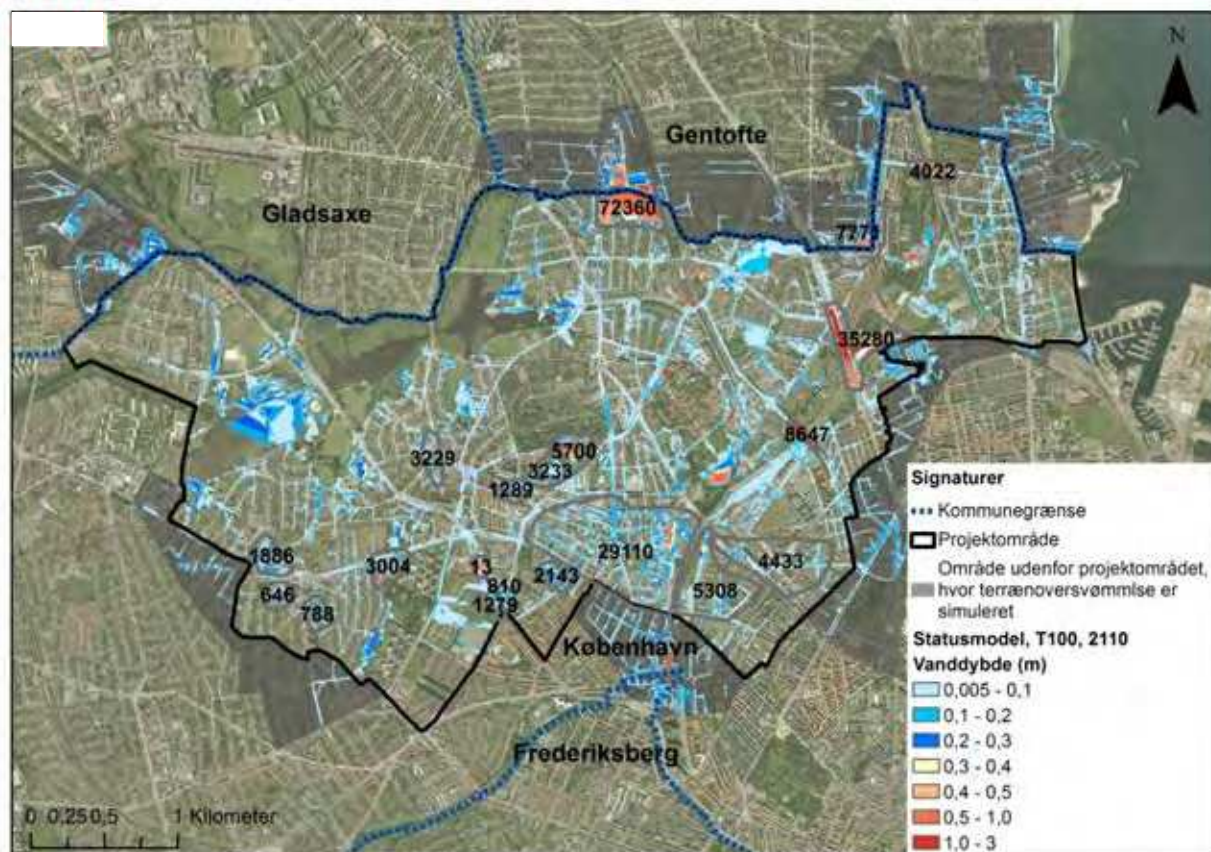 N
Gentofte
4022
Gladsaxe
72360
35280
8647
5700
3229
3233
1289
29110
1886
3004
13
4433
646
810
2143
5308
788
1279
København
Frederiksberg
0 0,25 0,5 1 Kilometer
Signaturer
Kommunegrænse
Projektområde
Område udenfor projektområdet,
hvor terrænoversvømmlse er
simuleret
Statusmodel, T100, 2110
Vanddybde (m)
0,005 - 0,1
0,1 - 0,2
0,2 - 0,3
0,3 - 0,4
0,4 - 0,5
0,5 - 1,0
1,0 - 3